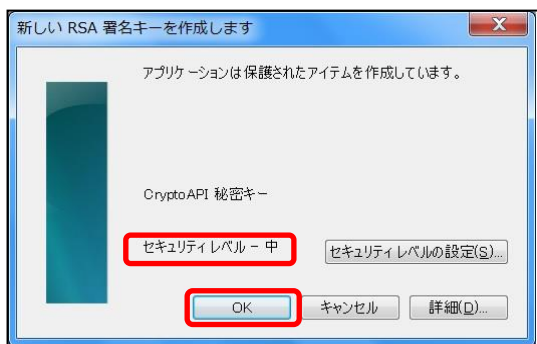 新しい RSA 署名キーを作成します
アプリケーションは保護されたアイテムを作成しています。
CryptoAPI 秘密キー
セキュリティ レベル - 中
セキュリティ レベルの設定(S)...
OK
キャンセル
詳細(D)...